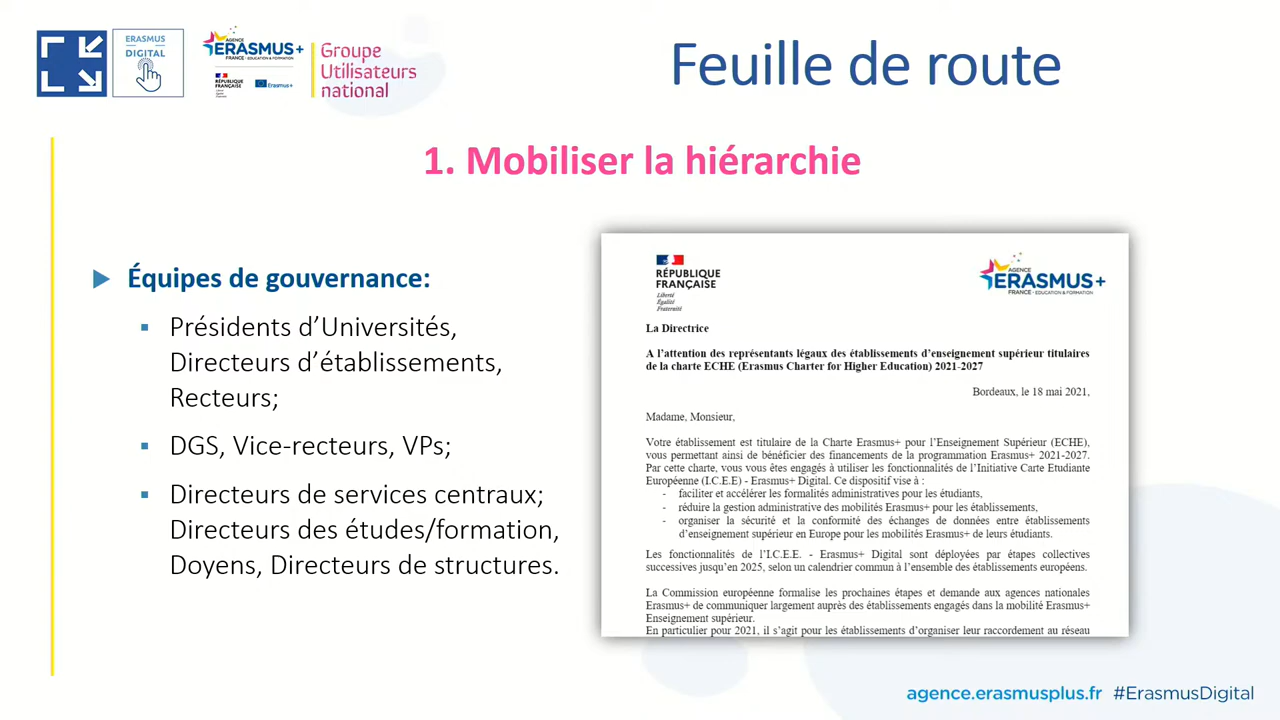 ERASMUS
DIGITAL
AGENCE
ERASMUS+
FRANCE · EDUCATION & FORMATION
RÉPUBLIQUE
FRANÇAISE
Erasmus+
Groupe
Utilisateurs
national
Feuille de route
1. Mobiliser la hiérarchie
Équipes de gouvernance:
Présidents d’Universités,
Directeurs d’établissements,
Recteurs;
DGS, Vice-recteurs, VPs;
Directeurs de services centraux;
Directeurs des études/formation,
Doyens, Directeurs de structures.
RÉPUBLIQUE
FRANÇAISE
Liberté
Égalité
Fraternité
AGENCE
ERASMUS+
FRANCE · EDUCATION & FORMATION
La Directrice
A l’attention des représentants légaux des établissements d’enseignement supérieur titulaires
de la charte ECHE (Erasmus Charter for Higher Education) 2021-2027
Bordeaux, le 18 mai 2021,
Madame, Monsieur,
Votre établissement est titulaire de la Charte Erasmus+ pour l’Enseignement Supérieur (ECHE),
vous permettant ainsi de bénéficier des financements de la programmation Erasmus+ 2021-2027.
Par cette charte, vous vous êtes engagés à utiliser les fonctionnalités de l’Initiative Carte Etudiante
Européenne (I.C.E.E) - Erasmus+ Digital. Ce dispositif vise à :
- faciliter et accélérer les formalités administratives pour les étudiants,
- réduire la gestion administrative des mobilités Erasmus+ pour les établissements,
- organiser la sécurité et la conformité des échanges de données entre établissements
d’enseignement supérieur en Europe pour les mobilités Erasmus+ de leurs étudiants.
Les fonctionnalités de l’I.C.E.E. - Erasmus+ Digital sont déployées par étapes collectives
successives jusqu’en 2025, selon un calendrier commun à l’ensemble des établissements européens.
La Commission européenne formalise les prochaines étapes et demande aux agences nationales
Erasmus+ de communiquer largement auprès des établissements engagés dans la mobilité Erasmus+
Enseignement supérieur.
En particulier pour 2021, il s’agit pour les établissements d’organiser leur raccordement au réseau
agence.erasmusplus.fr #ErasmusDigital